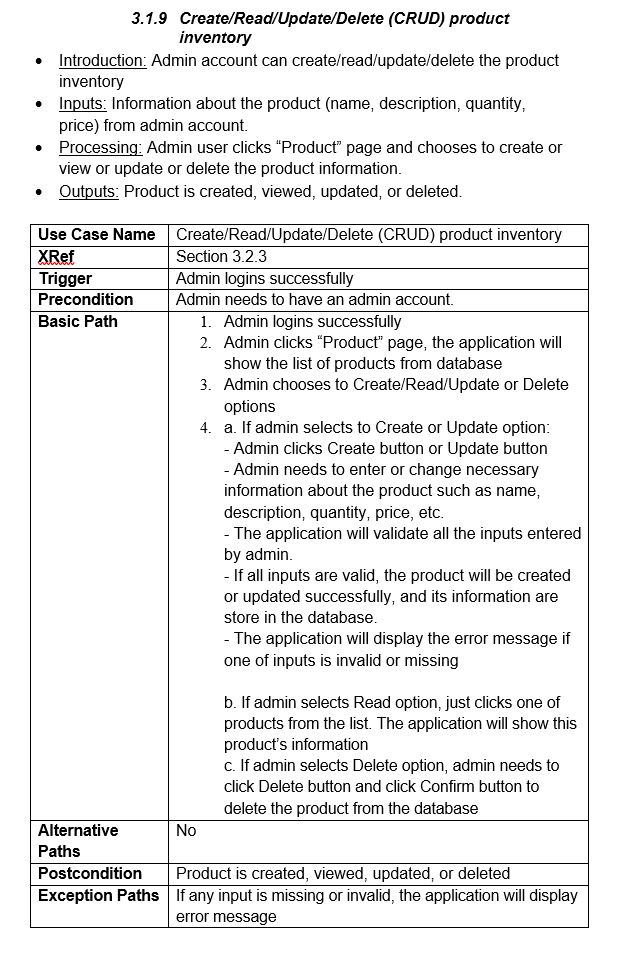 3.1.9 Create/Read/Update/Delete (CRUD) product
inventory
• Introduction: Admin account can create/read/update/delete the product
inventory
• Inputs: Information about the product (name, description, quantity,
price) from admin account.
• Processing: Admin user clicks “Product” page and chooses to create or
view or update or delete the product information.
• Outputs: Product is created, viewed, updated, or deleted.
Use Case Name Create/Read/Update/Delete (CRUD) product inventory
XRef Section 3.2.3
Trigger Admin logins successfully
Precondition Admin needs to have an admin account.
Basic Path 1. Admin logins successfully
2. Admin clicks “Product” page, the application will
show the list of products from database
3. Admin chooses to Create/Read/Update or Delete
options
4. a. If admin selects to Create or Update option:
- Admin clicks Create button or Update button
- Admin needs to enter or change necessary
information about the product such as name,
description, quantity, price, etc.
- The application will validate all the inputs entered
by admin.
- If all inputs are valid, the product will be created
or updated successfully, and its information are
store in the database.
- The application will display the error message if
one of inputs is invalid or missing
b. If admin selects Read option, just clicks one of
products from the list. The application will show this
product’s information
c. If admin selects Delete option, admin needs to
click Delete button and click Confirm button to
delete the product from the database
Alternative No
Paths
Postcondition Product is created, viewed, updated, or deleted
Exception Paths If any input is missing or invalid, the application will display
error message